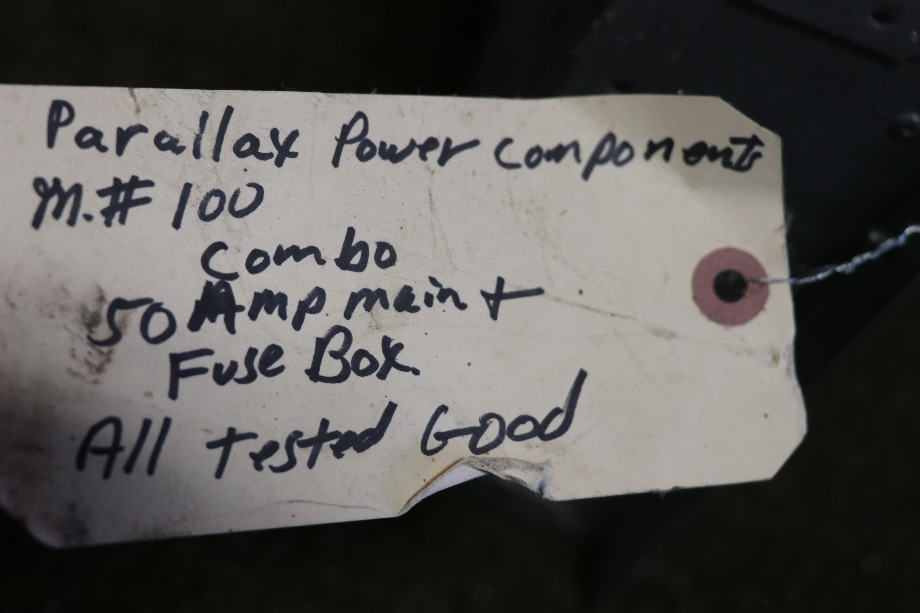 Parallax Power components
M.# 100
Combo
50 Amp main +
Fuse Box.
All tested Good